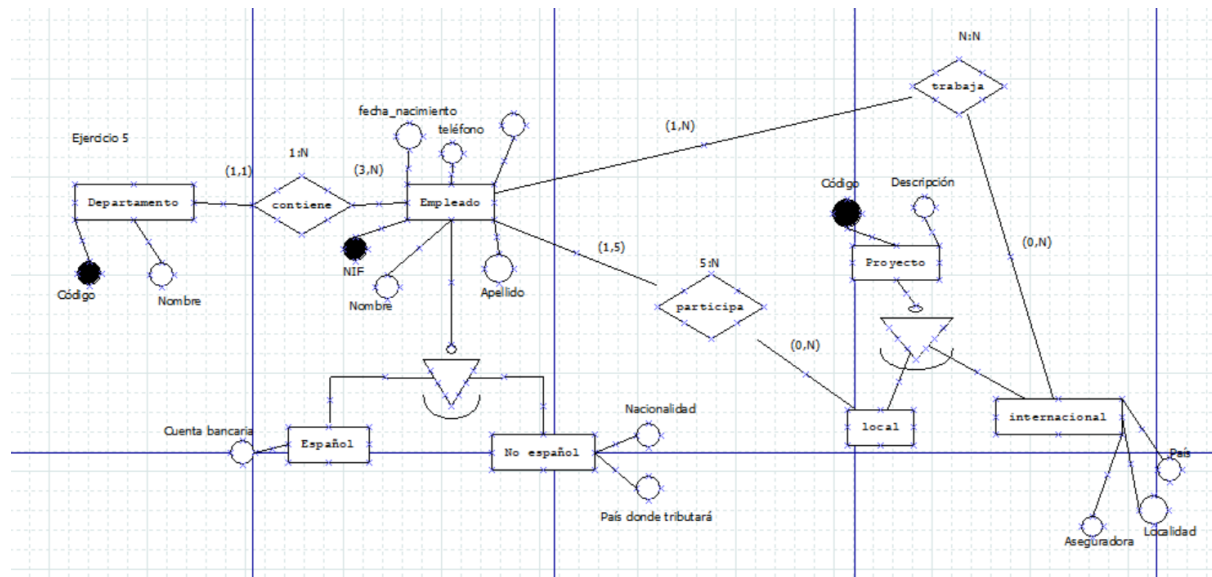 N:N
trabaja
fecha_nacimiento
teléfono
(1,N)
Ejercicio 5
1:N
(1,1)
(3,N)
Código
Descripción
Departamento
contiene
Empleado
(1,5)
(0,N)
NIF
5:N
Proyecto
Código
Nombre
Nombre
Apellido
participa
(0,N)
Nacionalidad
internacional
local
Cuenta bancaria
Español
No español
País
País donde tributará
Localidad
Aseguradora